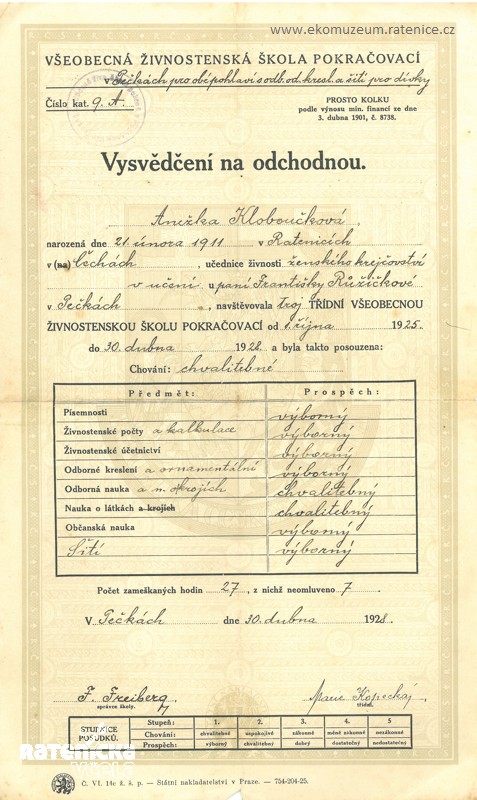 www.ekomuzeum.ratenice.cz
VŠEOBECNÁ ŽIVNOSTENSKÁ ŠKOLA POKRAČOVACÍ
v Pečkách pro obě pohlaví s odb. od. kresl. a šití pro dívky
Číslo kat. 9. A.
PROSTO KOLKU
podle výnosu min. financí ze dne
3. dubna 1901, č. 8738.
Vysvědčení na odchodnou.
Anežka Kloboučková,
narozená dne 21. února 1911 v Ratenicích
v (na) Čechách, učednice živnosti ženského krejčovství
v učení u paní Františky Růžičkové
v Pečkách, navštěvovala troj TŘÍDNÍ VŠEOBECNOU
ŽIVNOSTENSKOU ŠKOLU POKRAČOVACÍ od 1. října 1925.
do 30. dubna 1928 a byla takto posouzena:
Chování: chvalitebné
Předmět: Prospěch:
Písemnosti výborný
Živnostenské počty a kalkulace výborný
Živnostenské účetnictví výborný
Odborné kreslení a ornamentální výborný
Odborná nauka a n. o krojích chvalitebný
Nauka o látkách a krojích chvalitebný
Občanská nauka výborný
Šití výborný
Počet zameškaných hodin 27, z nichž neomluveno 7.
V Pečkách dne 30. dubna 1928.
F. Freiberg Marie Kopecká
správce školy. třídní.
STUPNICE POSUDKŮ. Stupeň: 1. 2. 3. 4. 5.
Chování: chvalitebné uspokojivé zákonné méně zákonné nezákonné
Prospěch: výborný chvalitebný dobrý dostatečný nedostatečný
RATENICKÁ
Č. VI. 14e ž. š. p. — Státní nakladatelství v Praze. — 754-204-25.